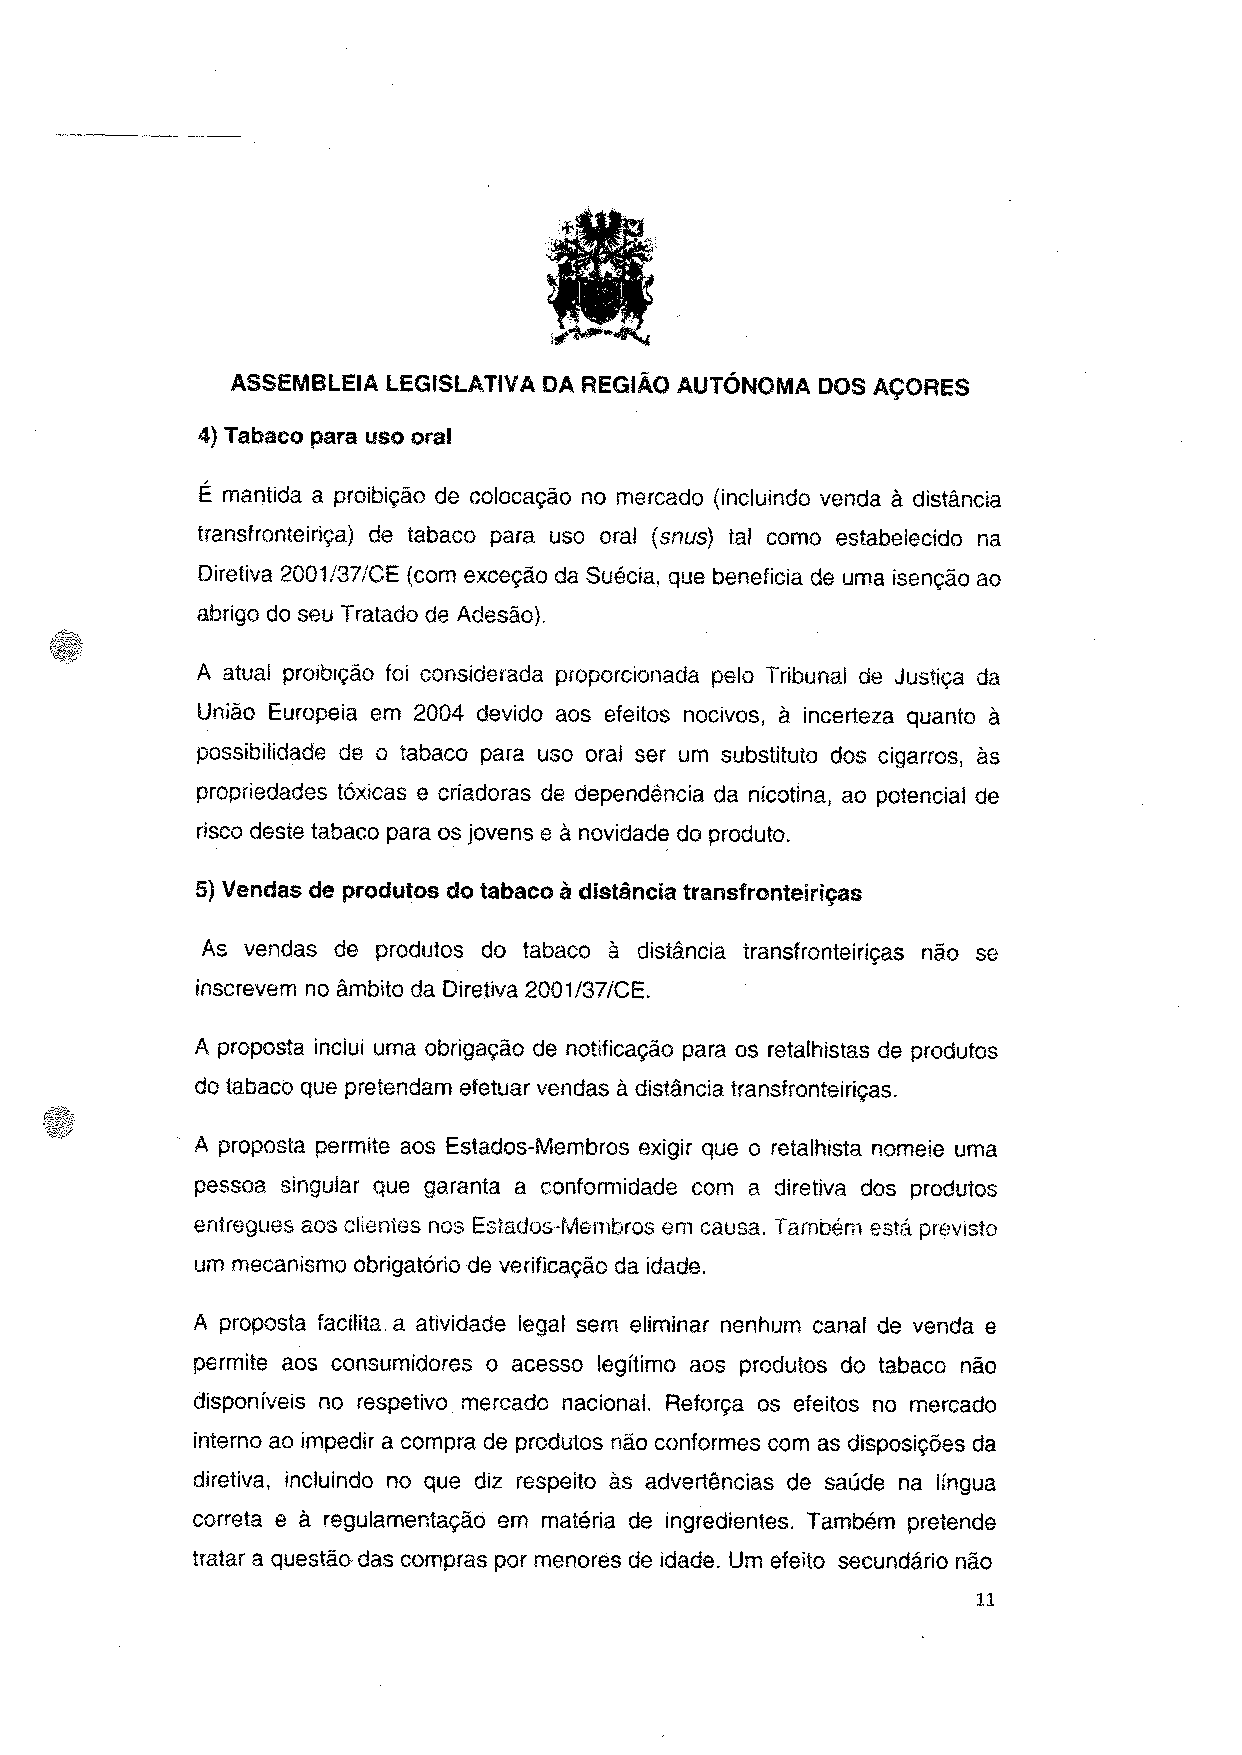 ASSEMBLEIA LEGISLATIVA DA REGIÃO AUTÓNOMA DOS AÇORES
4) Tabaco para uso oral
É mantida a proibição de colocação no mercado (incluindo venda à distância
transfronteiriça) de tabaco para uso oral (snus) tal como estabelecido na
Diretiva 2001/37/CE (com exceção da Suécia, que beneficia de uma isenção ao
abrigo do seu Tratado de Adesão).
A atual proibição foi considerada proporcionada pelo Tribunal de Justiça da
União Europeia em 2004 devido aos efeitos nocivos, à incerteza quanto à
possibilidade de o tabaco para uso oral ser um substituto dos cigarros, às
propriedades tóxicas e criadoras de dependência da nicotina, ao potencial de
risco deste tabaco para os jovens e à novidade do produto.
5) Vendas de produtos do tabaco à distância transfronteiriças
As vendas de produtos do tabaco à distância transfronteiriças não se
inscrevem no âmbito da Diretiva 2001/37/CE.
A proposta inclui uma obrigação de notificação para os retalhistas de produtos
do tabaco que pretendam efetuar vendas à distância transfronteiriças.
A proposta permite aos Estados-Membros exigir que o retalhista nomeie uma
pessoa singular que garanta a conformidade com a diretiva dos produtos
entregues aos clientes nos Estados-Membros em causa. Também está previsto
um mecanismo obrigatório de verificação da idade.
A proposta facilita a atividade legal sem eliminar nenhum canal de venda e
permite aos consumidores o acesso legítimo aos produtos do tabaco não
disponíveis no respetivo mercado nacional. Reforça os efeitos no mercado
interno ao impedir a compra de produtos não conformes com as disposições da
diretiva, incluindo no que diz respeito às advertências de saúde na língua
correta e à regulamentação em matéria de ingredientes. Também pretende
tratar a questão das compras por menores de idade. Um efeito secundário não
11